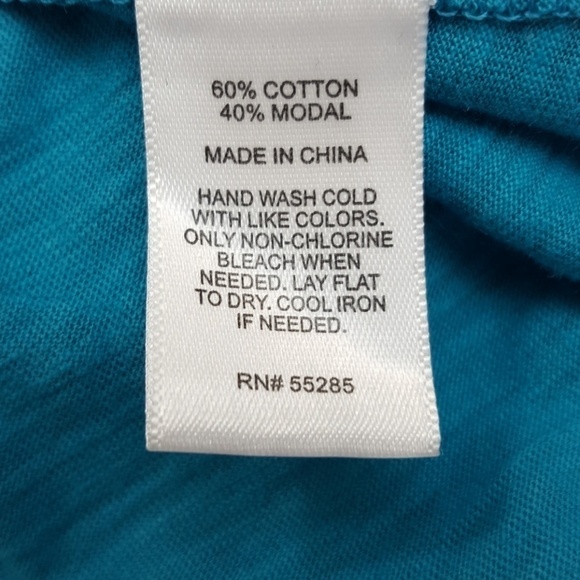 60% COTTON
40% MODAL
MADE IN CHINA
HAND WASH COLD
WITH LIKE COLORS.
ONLY NON-CHLORINE
BLEACH WHEN
NEEDED. LAY FLAT
TO DRY. COOL IRON
IF NEEDED.
RN# 55285